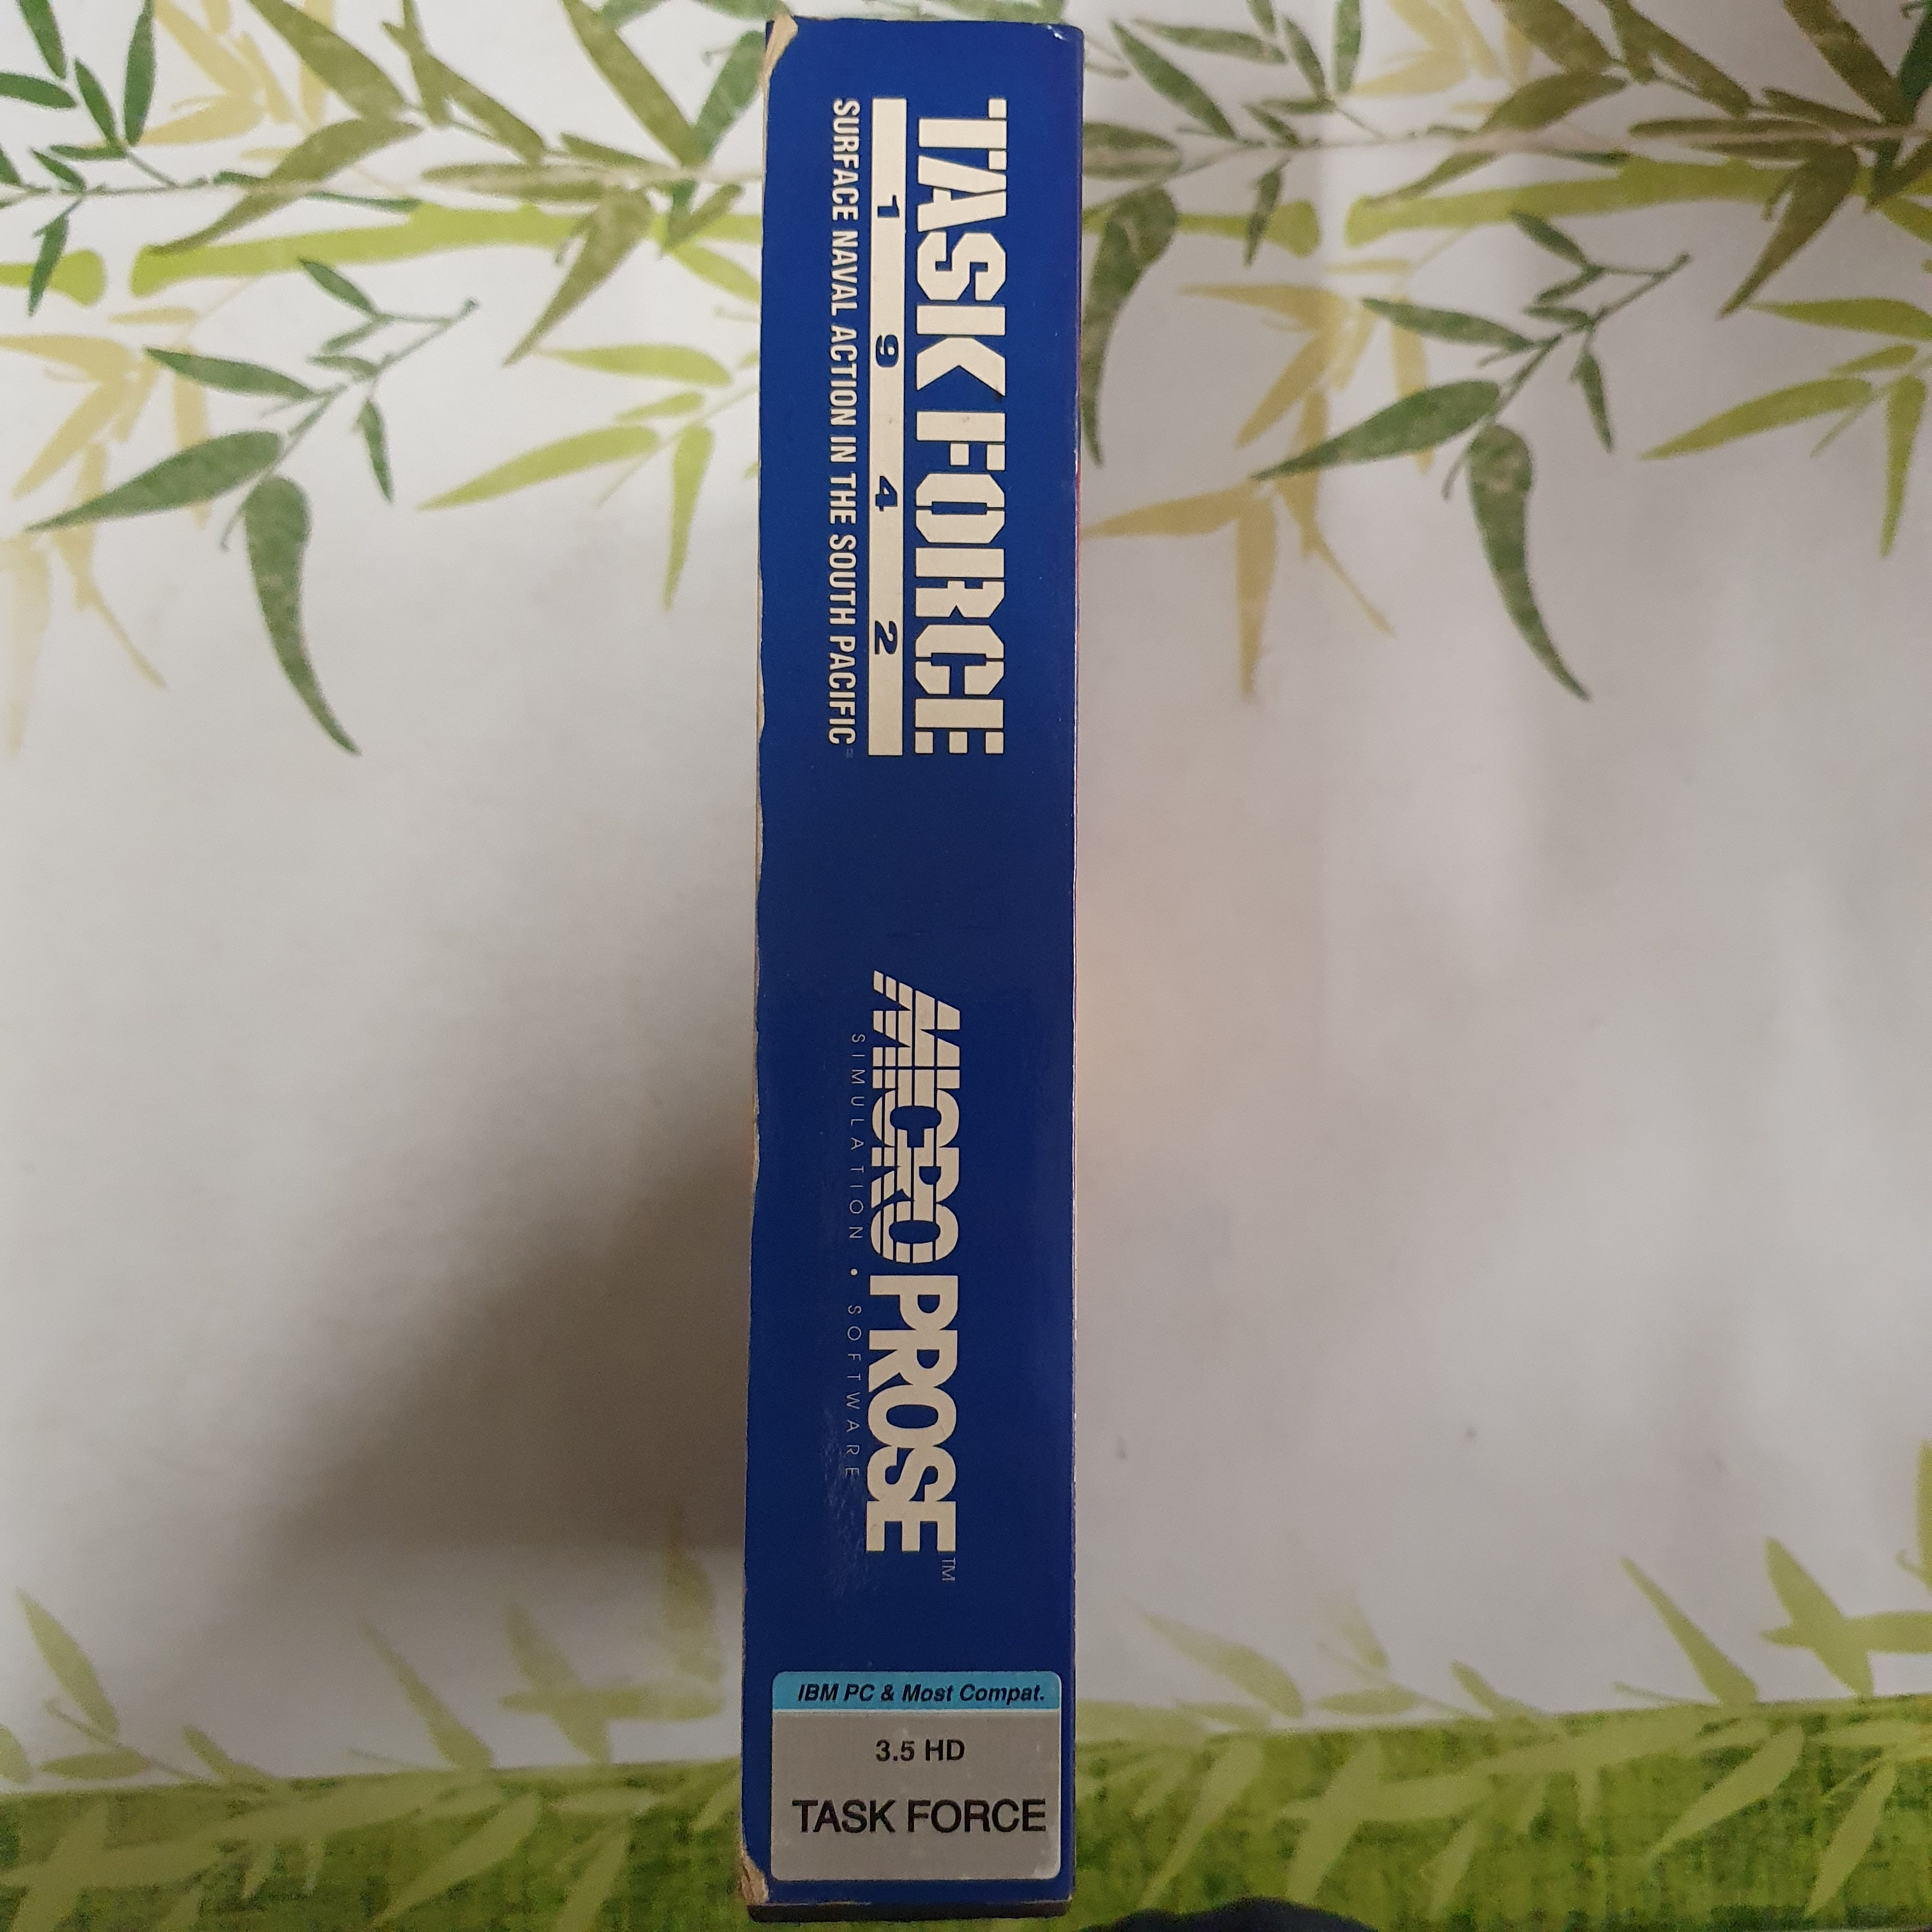 TASK FORCE
1 9 4 2
SURFACE NAVAL ACTION IN THE SOUTH PACIFIC
MICRO PROSE™
SIMULATION • SOFTWARE
IBM PC & Most Compat.
3.5 HD
TASK FORCE